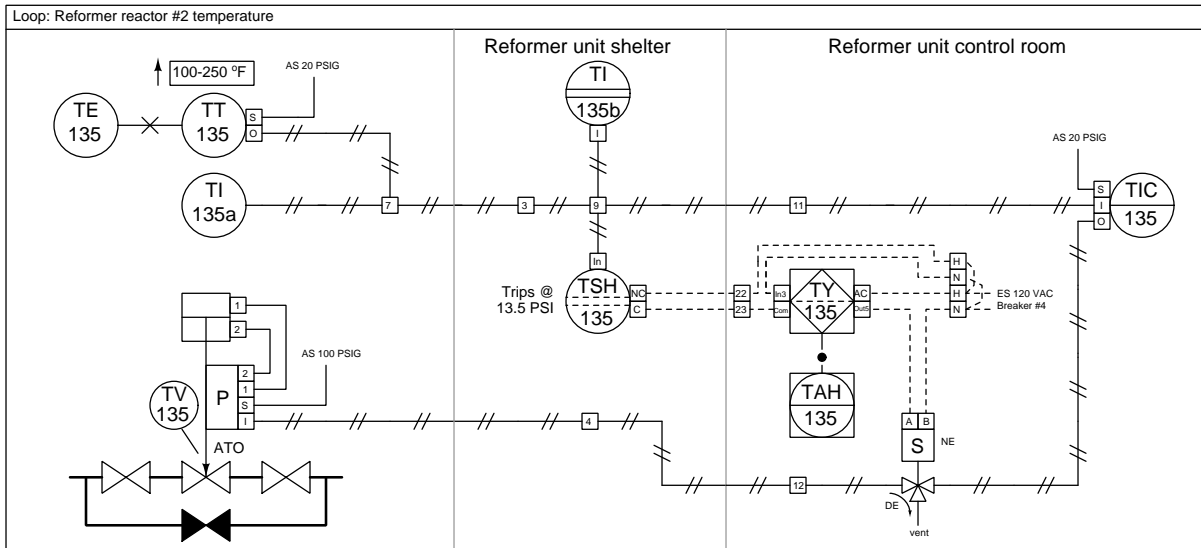 Loop: Reformer reactor #2 temperature
Reformer unit shelter
Reformer unit control room
100-250 °F
AS 20 PSIG
TE
135
TT
135
S
O
TI
135b
I
AS 20 PSIG
TI
135a
7
3
9
11
S
I
O
TIC
135
In
TSH
135
Trips @
13.5 PSI
NC
C
22
23
In3
Com
TY
135
AC
Out5
H
N
H
N
ES 120 VAC
Breaker #4
1
2
AS 100 PSIG
2
1
S
I
P
TV
135
ATO
4
TAH
135
A
B
S
NE
12
DE
vent